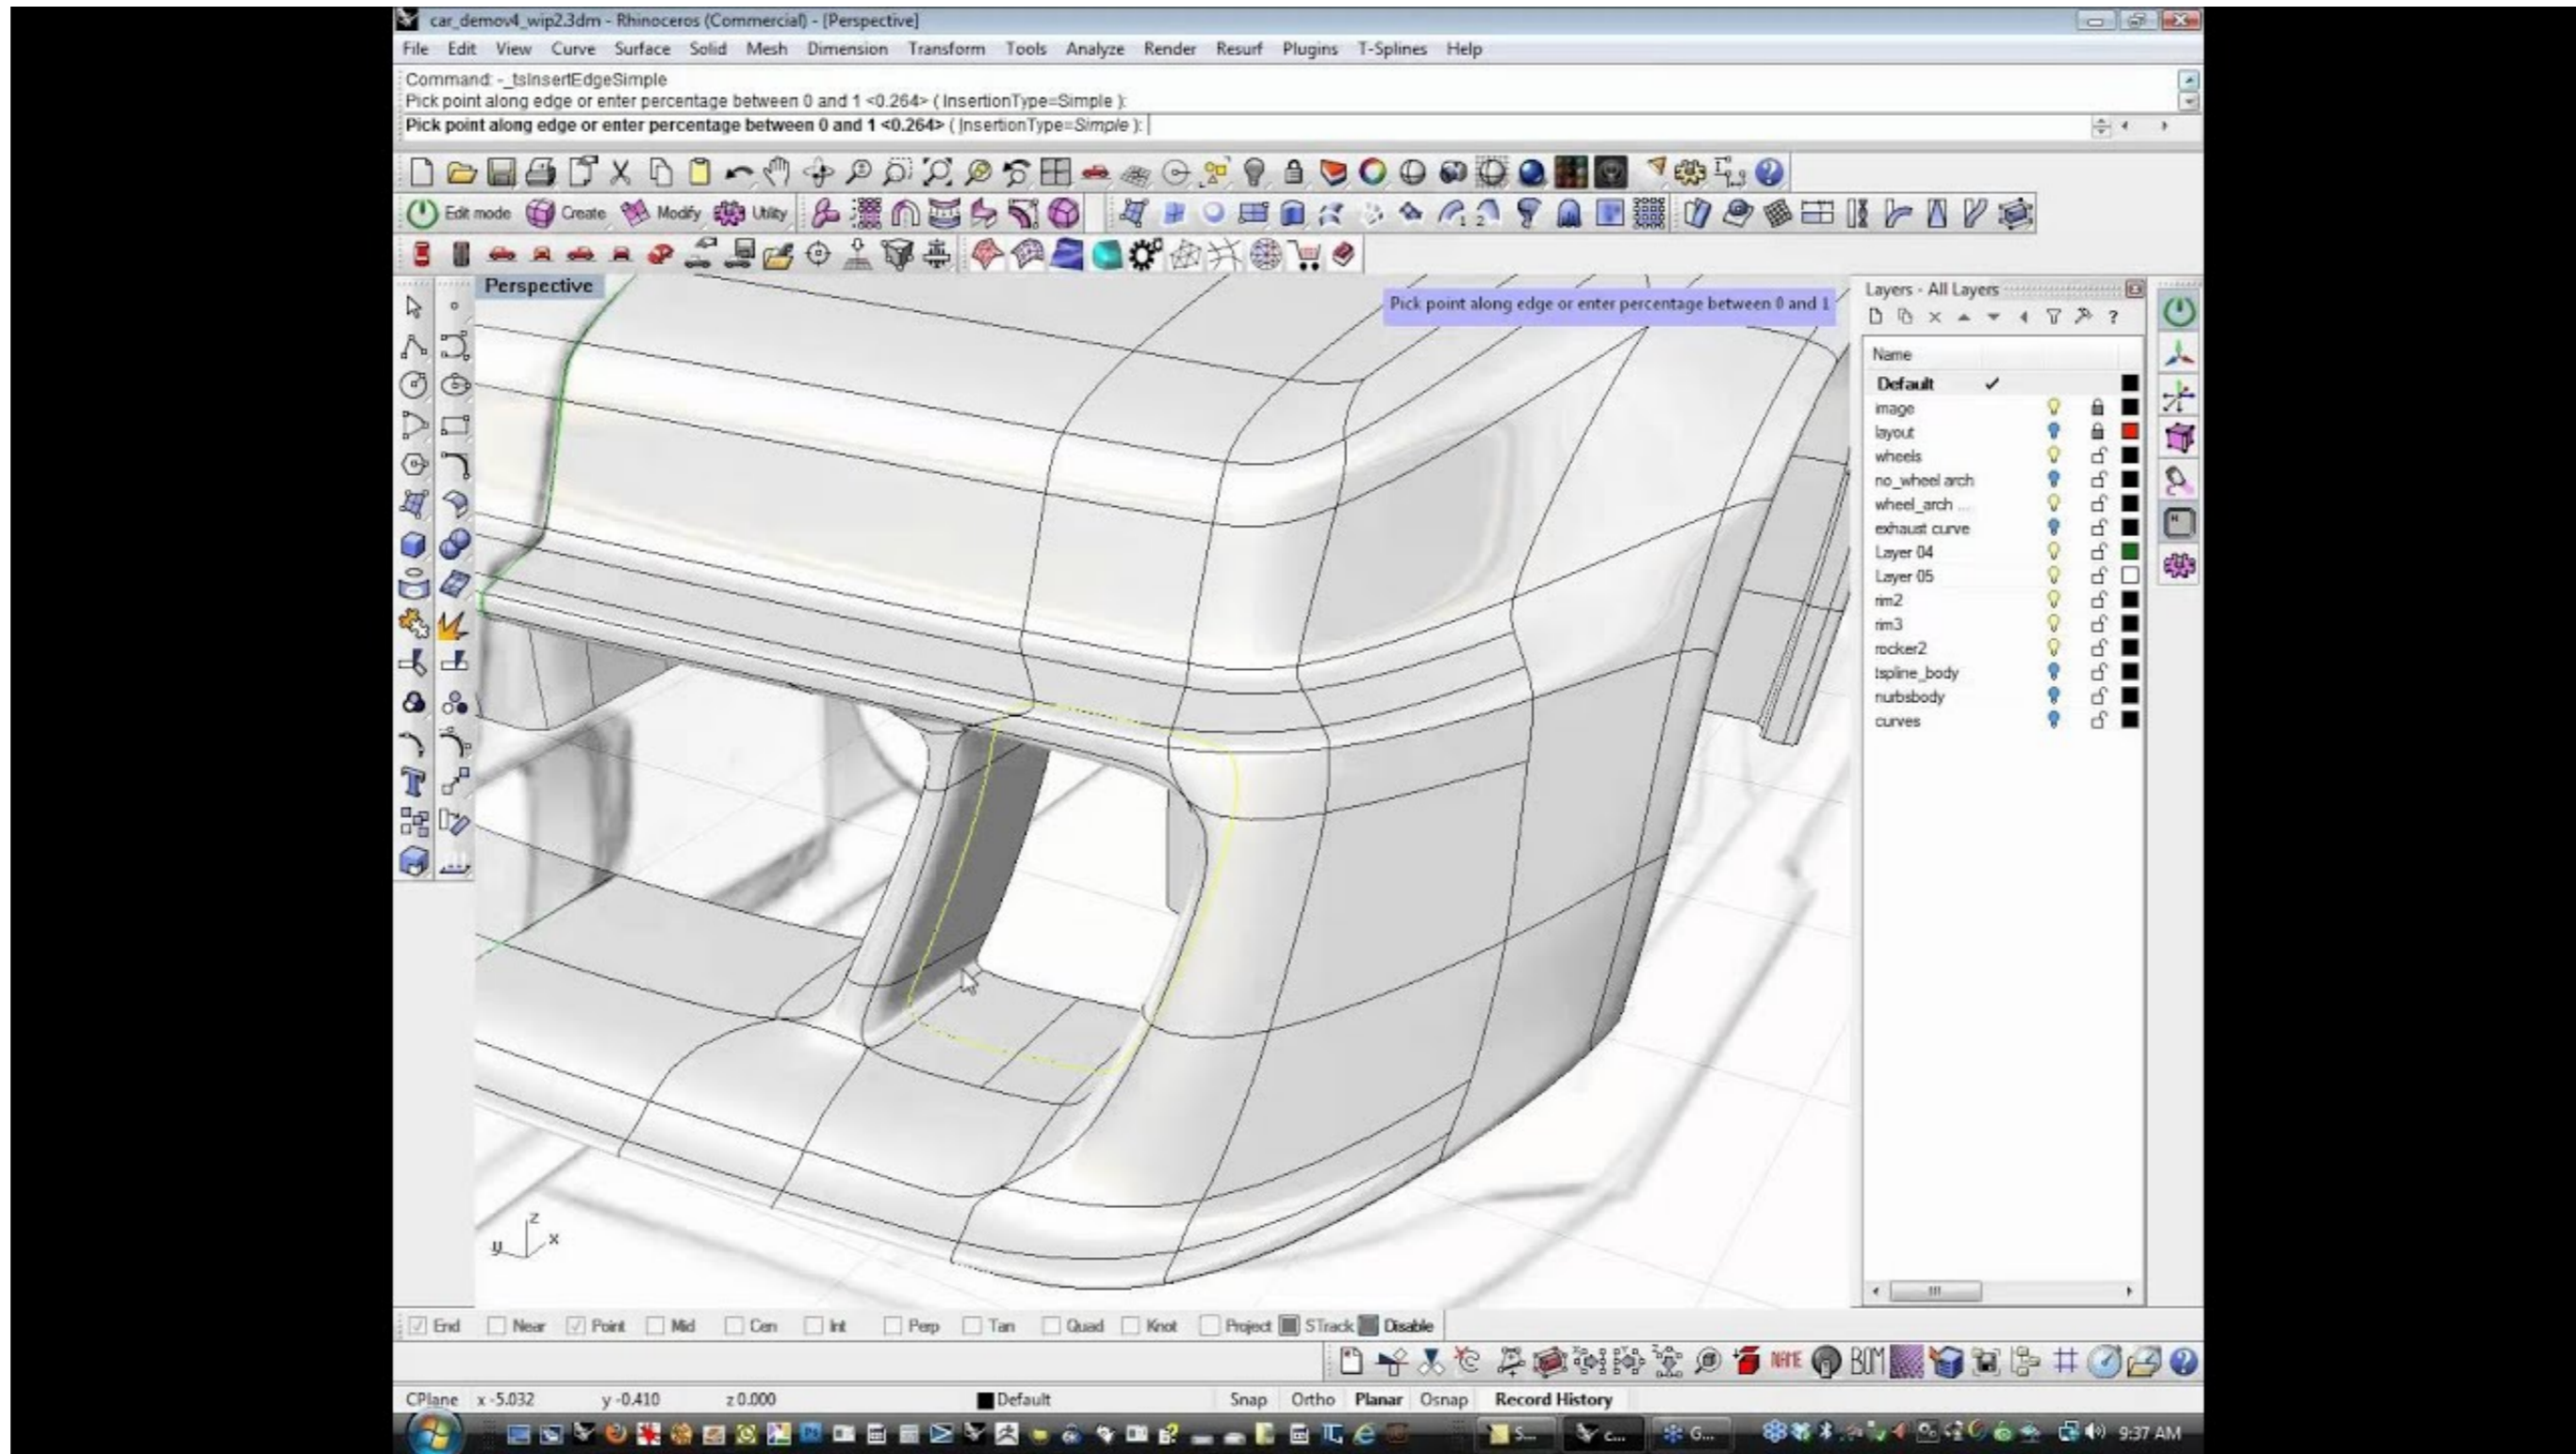 car_demov4_wip2.3dm - Rhinoceros (Commercial) - [Perspective]
File Edit View Curve Surface Solid Mesh Dimension Transform Tools Analyze Render Resurf Plugins T-Splines Help
Command: -_tsInsertEdgeSimple
Pick point along edge or enter percentage between 0 and 1 <0.264> ( InsertionType=Simple ):
Pick point along edge or enter percentage between 0 and 1 <0.264> ( InsertionType=Simple ):
Edit mode Create Modify Utility
Perspective
Pick point along edge or enter percentage between 0 and 1
Layers - All Layers
Name
Default
image
layout
wheels
no_wheel arch
wheel_arch ...
exhaust curve
Layer 04
Layer 05
rim2
rim3
rocker2
tspline_body
nurbsbody
curves
z
y x
End Near Point Mid Cen Int Perp Tan Quad Knot Project STrack Disable
NAME BOM
CPlane x -5.032 y -0.410 z 0.000 Default Snap Ortho Planar Osnap Record History
S... c... G... 9:37 AM